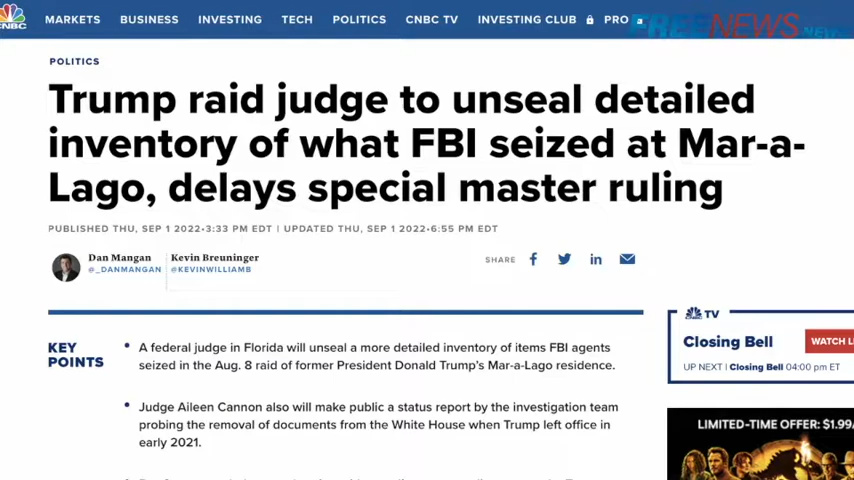 CNBC MARKETS BUSINESS INVESTING TECH POLITICS CNBC TV INVESTING CLUB PRO
FREENEWS
POLITICS
Trump raid judge to unseal detailed
inventory of what FBI seized at Mar-a-
Lago, delays special master ruling
PUBLISHED THU, SEP 1 2022•3:33 PM EDT | UPDATED THU, SEP 1 2022•6:55 PM EDT
Dan Mangan Kevin Breuninger
@_DANMANGAN @KEVINWILLIAMB
SHARE
KEY
POINTS
• A federal judge in Florida will unseal a more detailed inventory of items FBI agents
seized in the Aug. 8 raid of former President Donald Trump's Mar-a-Lago residence.
• Judge Aileen Cannon also will make public a status report by the investigation team
probing the removal of documents from the White House when Trump left office in
early 2021.
CNBC TV
Closing Bell
WATCH L
UP NEXT | Closing Bell 04:00 pm ET
LIMITED-TIME OFFER: $1.99